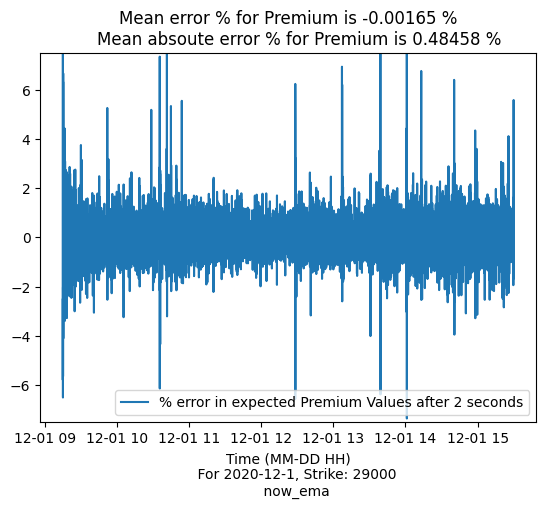 Mean error % for Premium is -0.00165 %
Mean absoute error % for Premium is 0.48458 %
6
4
2
0
−2
−4
−6
% error in expected Premium Values after 2 seconds
12-01 09 12-01 10 12-01 11 12-01 12 12-01 13 12-01 14 12-01 15
Time (MM-DD HH)
For 2020-12-1, Strike: 29000
now_ema